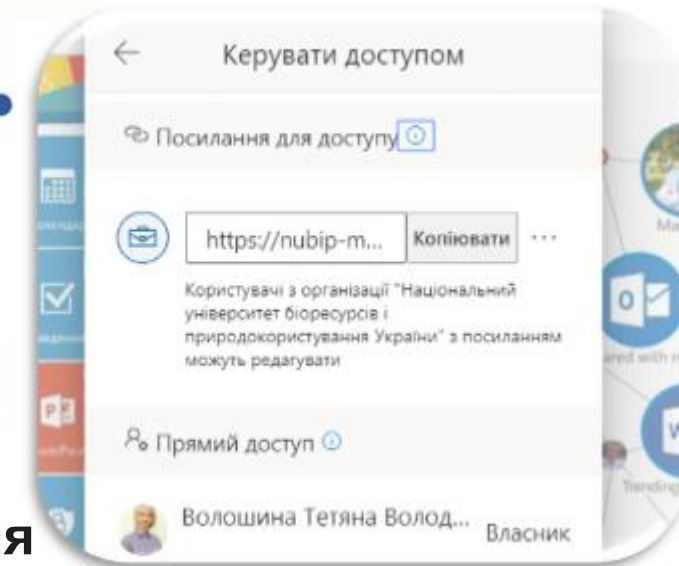 Керувати доступом
Посилання для доступу
https://nubip-m... Копіювати ...
Користувачі з організації "Національний
університет біоресурсів і
природокористування України" з посиланням
можуть редагувати
Прямий доступ
Волошина Тетяна Волод... Власник
я